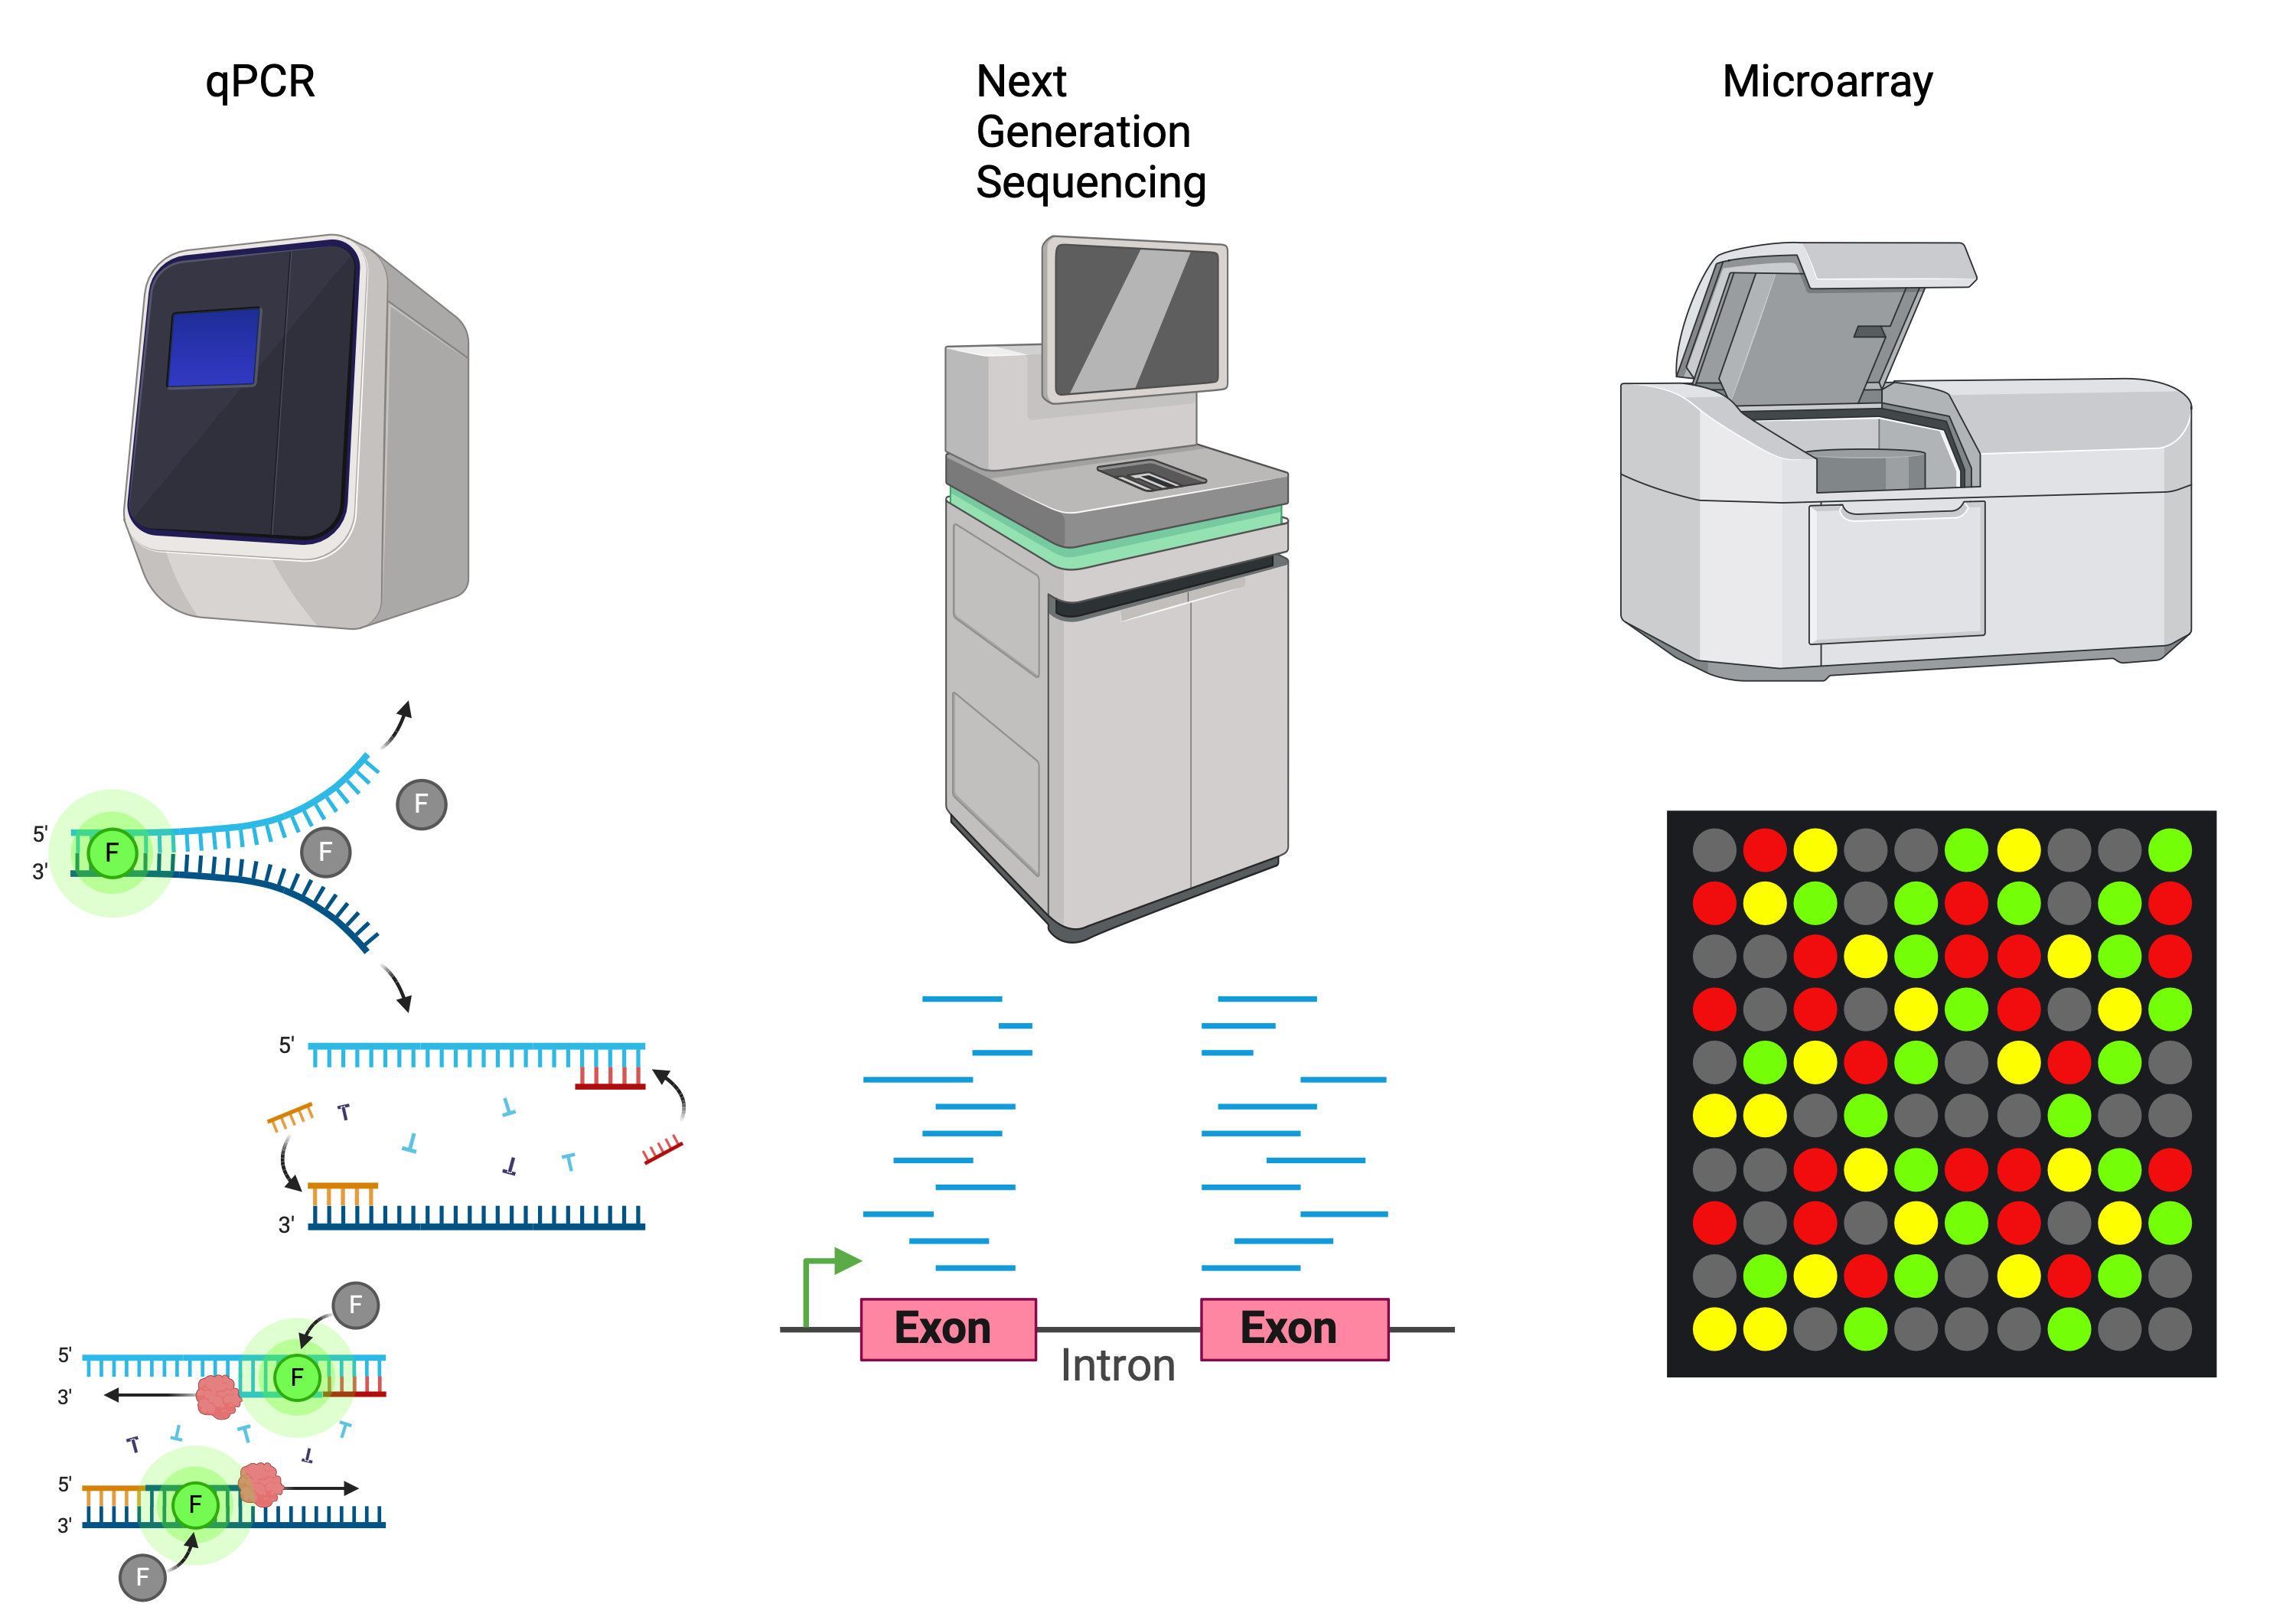 qPCR
Next
Generation
Sequencing
Microarray
F
5'
F
F
3'
5'
3'
F
5'
F
3'
5'
F
3'
F
Exon
Exon
Intron